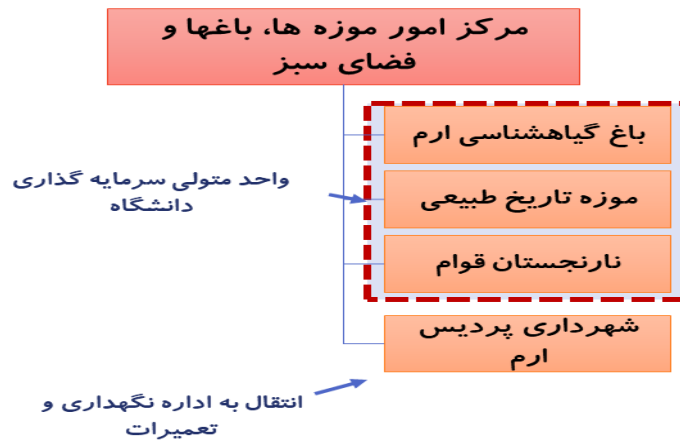 مرکز امور موزه ها، باغها و
فضای سبز
باغ گیاهشناسی ارم
موزه تاریخ طبیعی
نارنجستان قوام
شهرداری پردیس
ارم
واحد متولی سرمایه گذاری
دانشگاه
انتقال به اداره نگهداری و
تعمیرات